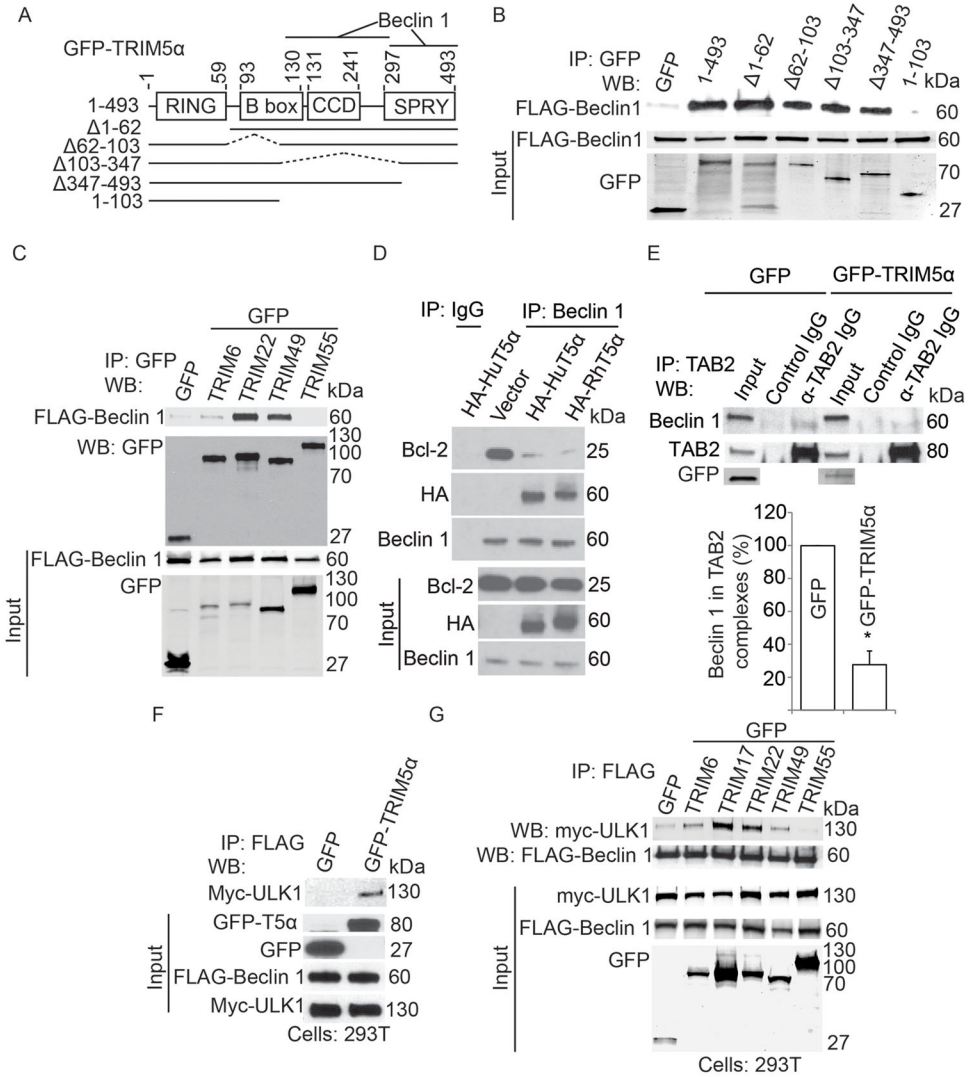 A
Beclin 1
GFP-TRIM5α
1 59 93 130 131 241 297 493
1-493 RING B box CCD SPRY
Δ1-62
Δ62-103
Δ103-347
Δ347-493
1-103
B
IP: GFP
WB: GFP 1-493 Δ1-62 Δ62-103 Δ103-347 Δ347-493 1-103 kDa
FLAG-Beclin1 60
FLAG-Beclin1 60
Input
GFP 70
27
C
GFP
IP: GFP
WB: GFP TRIM6 TRIM22 TRIM49 TRIM55 kDa
FLAG-Beclin 1 60
WB: GFP 130
100
70
27
FLAG-Beclin 1 60
Input
GFP 130
100
70
27
D
IP: IgG IP: Beclin 1
HA-HuT5α Vector HA-HuT5α HA-RhT5α
kDa
Bcl-2 25
HA 60
Beclin 1 60
Input
Bcl-2 25
HA 60
Beclin 1 60
E
GFP GFP-TRIM5α
IP: TAB2
WB: Input Control IgG α-TAB2 IgG Input Control IgG α-TAB2 IgG kDa
Beclin 1 60
TAB2 80
GFP
Beclin 1 in TAB2
complexes (%)
120
100
80
60
40
20
GFP
* GFP-TRIM5α
F
IP: FLAG
WB: GFP GFP-TRIM5α kDa
Myc-ULK1 130
Input
GFP-T5α 80
GFP 27
FLAG-Beclin 1 60
Myc-ULK1 130
Cells: 293T
G
GFP
IP: FLAG
GFP TRIM6 TRIM17 TRIM22 TRIM49 TRIM55 kDa
WB: myc-ULK1 130
WB: FLAG-Beclin 1 60
Input
myc-ULK1 130
FLAG-Beclin 1 60
GFP 130
100
70
27
Cells: 293T